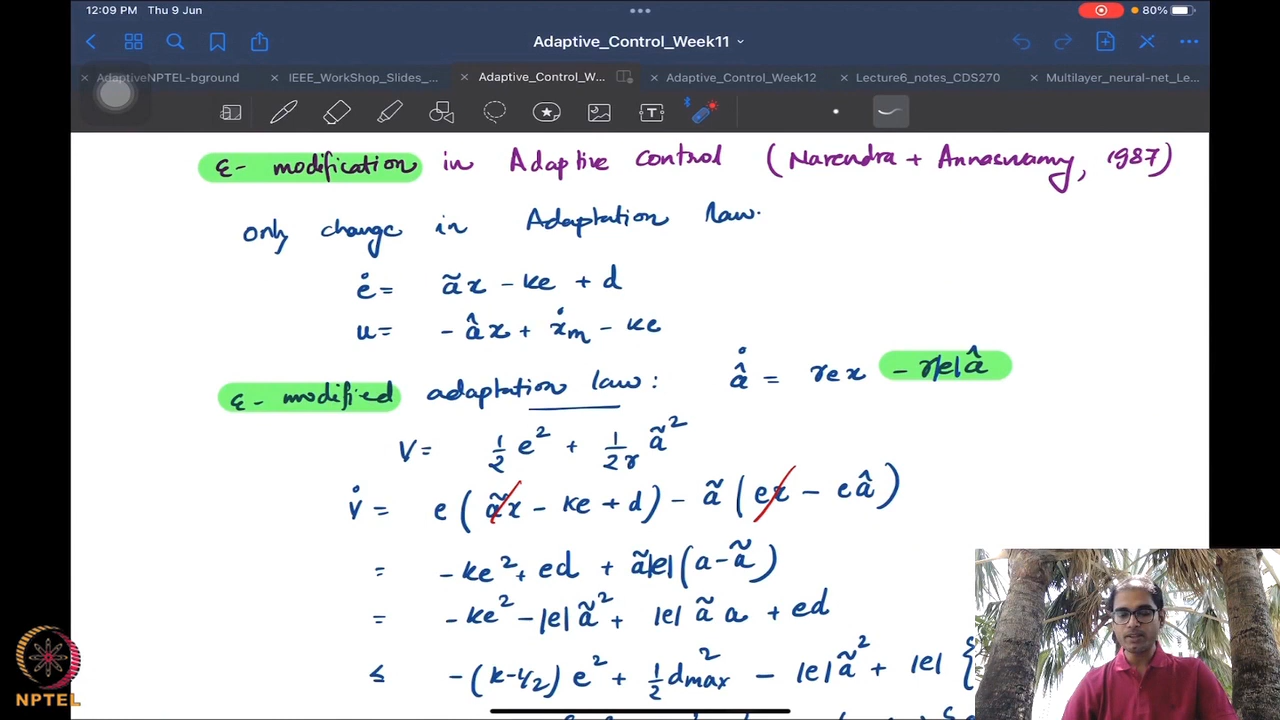 12:09 PM Thu 9 Jun
80%
Adaptive_Control_Week11
AdaptiveNPTEL-bground
IEEE_WorkShop_Slides_...
Adaptive_Control_W...
Adaptive_Control_Week12
Lecture6_notes_CDS270
Multilayer_neural-net_Le...
ε- modification in Adaptive Control (Narendra + Annaswamy, 1987)
only change in Adaptation law.
ė = ãx - ke + d
u = - âx + ẋm - ke
ε- modified adaptation law: â̇ = γex - γ|e|â
V = 1/2 e² + 1/2γ ã²
V̇ = e(ãx - ke + d) - ã(ex - eâ)
= -ke² + ed + ã|e|(a-ã)
= -ke² - |e|ã² + |e|ãa + ed
≤ -(k-1/2)e² + 1/2 d²max - |e|ã² + |e| {
NPTEL